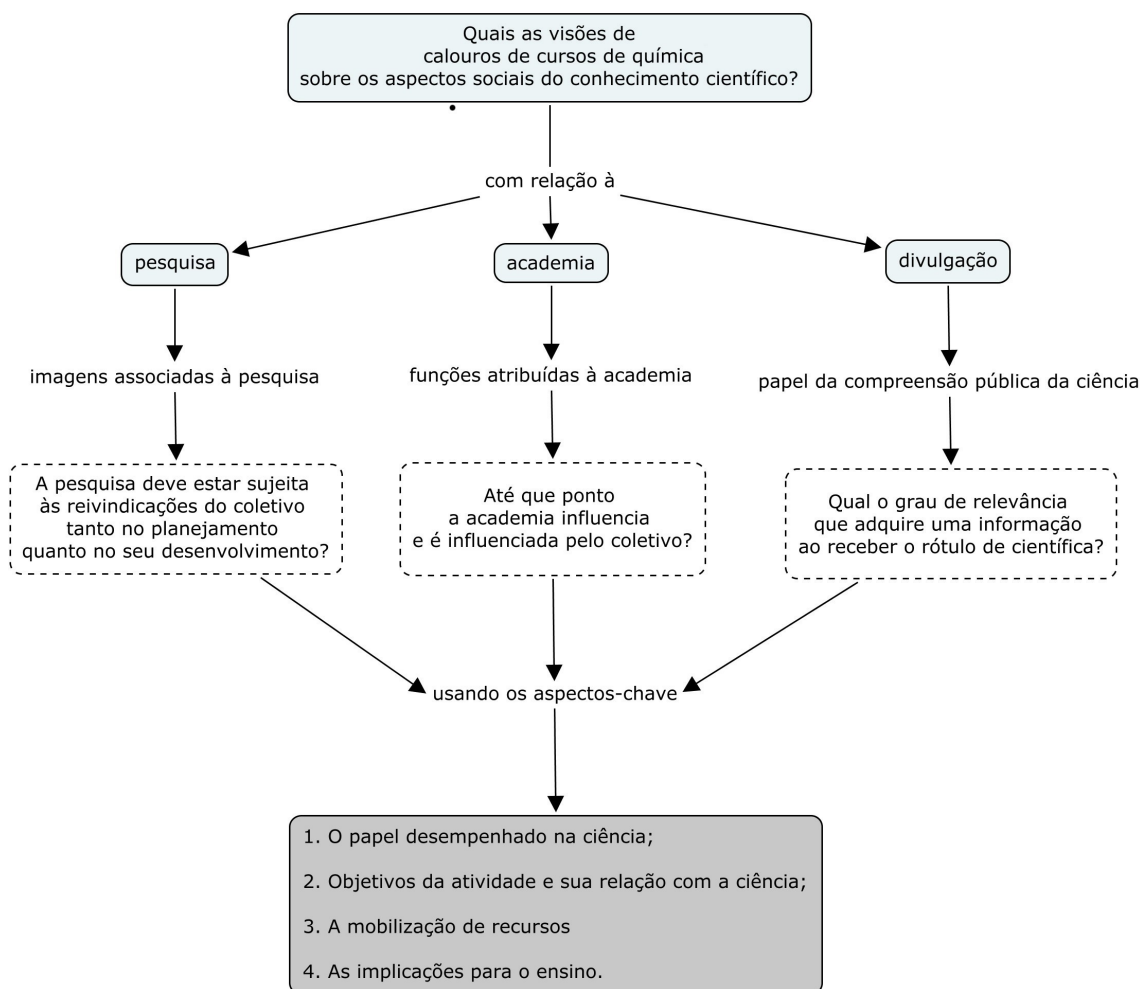 Quais as visões de
calouros de cursos de química
sobre os aspectos sociais do conhecimento científico?
com relação à
pesquisa
academia
divulgação
imagens associadas à pesquisa
funções atribuídas à academia
papel da compreensão pública da ciência
A pesquisa deve estar sujeita
às reivindicações do coletivo
tanto no planejamento
quanto no seu desenvolvimento?
Até que ponto
a academia influencia
e é influenciada pelo coletivo?
Qual o grau de relevância
que adquire uma informação
ao receber o rótulo de científica?
usando os aspectos-chave
1. O papel desempenhado na ciência;
2. Objetivos da atividade e sua relação com a ciência;
3. A mobilização de recursos
4. As implicações para o ensino.